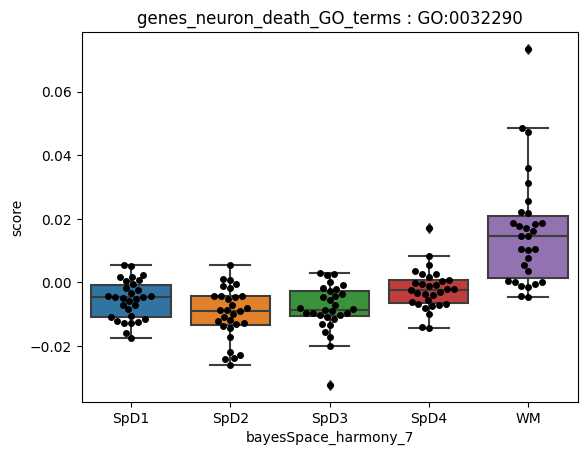 genes_neuron_death_GO_terms : GO:0032290
score
0.06
0.04
0.02
0.00
−0.02
SpD1 SpD2 SpD3 SpD4 WM
bayesSpace_harmony_7